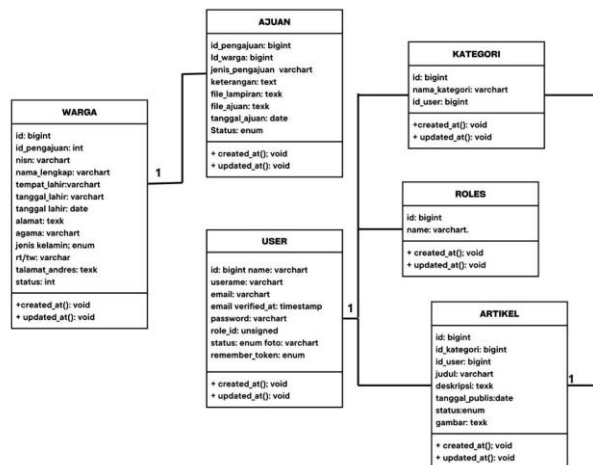 AJUAN
id_pengajuan: bigint
Id_warga: bigint
jenis_pengajuan varchart
keterangan: text
file_lampiran: texk
file_ajuan: texk
tanggal_ajuan: date
Status: enum
+ created_at(); void
+ updated_at(): void
WARGA
id: bigint
id_pengajuan: int
nisn: varchart
nama_lengkap: varchart
tempat_lahir:varchart
tanggal_lahir: varchart
tanggal lahir: date
alamat: texk
agama: varchart
jenis kelamin; enum
rt/tw: varchar
talamat_andres: texk
status: int
+created_at(): void
+ updated_at(): void
1
USER
id: bigint name: varchart
userame: varchart
email: varchart
email verified_at: timestamp
password: varchart
role_id: unsigned
status: enum foto: varchart
remember_token: enum
+ created_at(); void
+ updated_at(): void
1
KATEGORI
id: bigint
nama_kategori: varchart
id_user: bigint
+created_at(): void
+ updated_at(): void
ROLES
id: bigint
name: varchart.
+ created_at(); void
+ updated_at(): void
ARTIKEL
id: bigint
id_kategori: bigint
id_user: bigint
judul: varchart
deskripsi: texk
tanggal_publis:date
status:enum
gambar: texk
+ created_at(); void
+ updated_at(): void
1